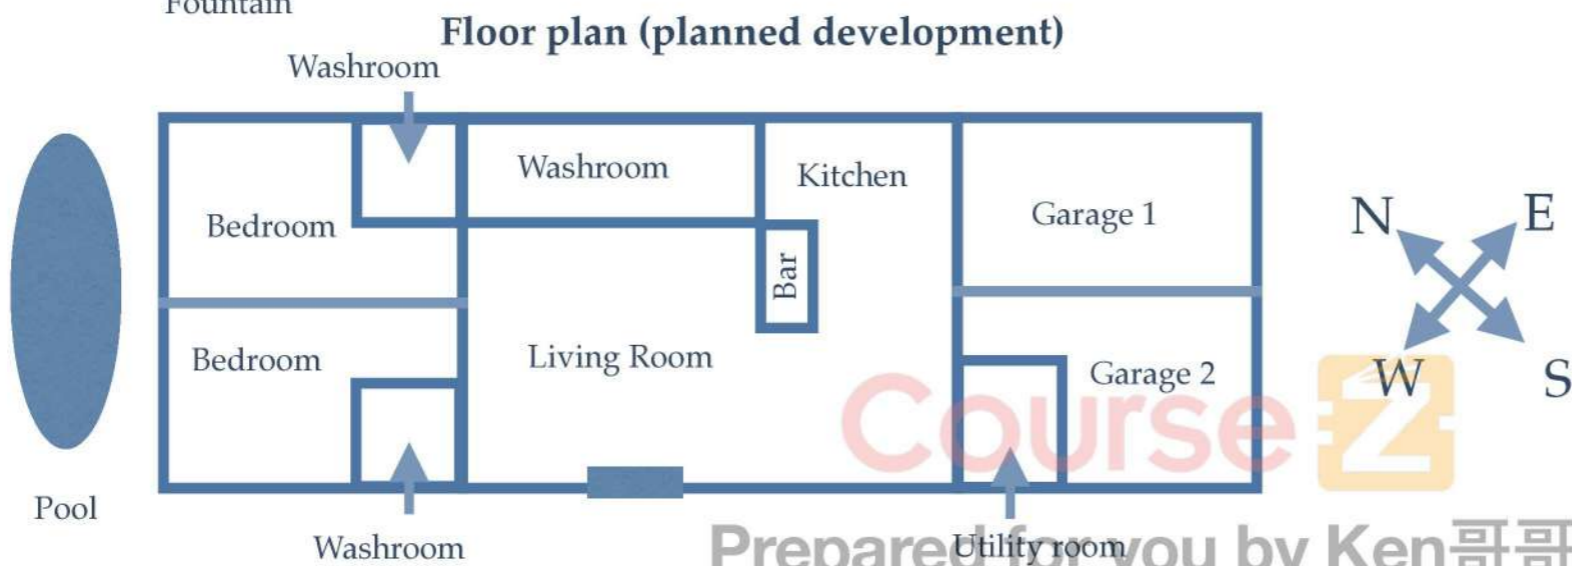 Fountain
Floor plan (planned development)
Washroom
Washroom
Kitchen
Bedroom
Garage 1
N
E
Bar
Bedroom
Living Room
Garage 2
W
S
Course Z
Pool
Washroom
Utility room
Prepared for you by Ken哥哥